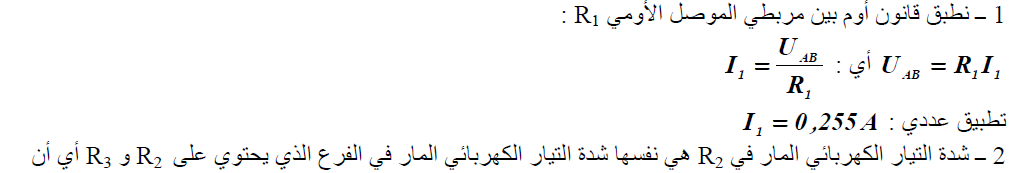 1 ــ نطبق قانون أوم بين مربطي الموصل الأومي R₁ :
U_AB = R₁I₁ أي : I₁ = U_AB / R₁
تطبيق عددي : I₁ = 0,255 A
2 ــ شدة التيار الكهربائي المار في R₂ هي نفسها شدة التيار الكهربائي المار في الفرع الذي يحتوي على R₂ و R₃ أي أن